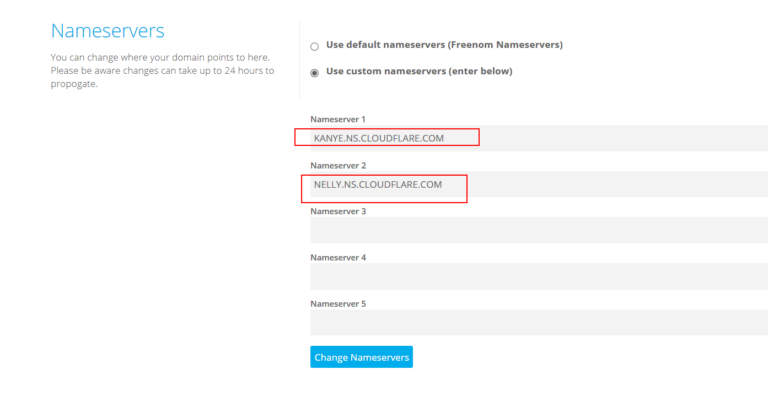 Nameservers
You can change where your domain points to here.
Please be aware changes can take up to 24 hours to
propogate.
Use default nameservers (Freenom Nameservers)
Use custom nameservers (enter below)
Nameserver 1
KANYE.NS.CLOUDFLARE.COM
Nameserver 2
NELLY.NS.CLOUDFLARE.COM
Nameserver 3
Nameserver 4
Nameserver 5
Change Nameservers